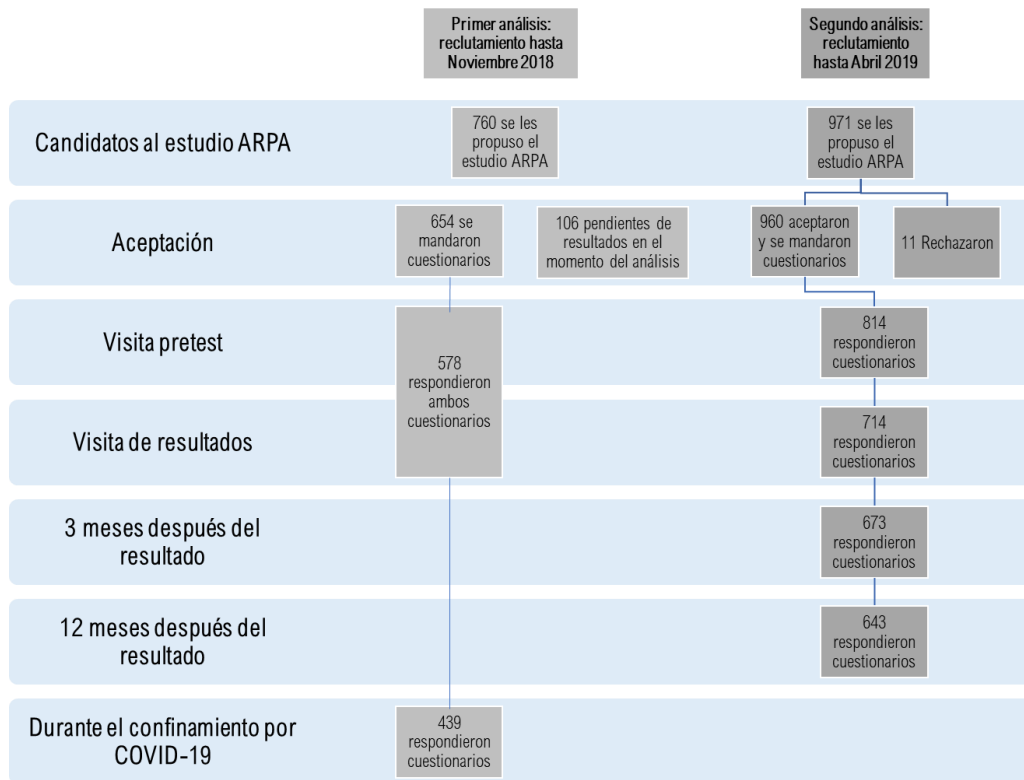 Primer análisis:
reclutamiento hasta
Noviembre 2018
Segundo análisis:
reclutamiento
hasta Abril 2019
Candidatos al estudio ARPA
760 se les
propuso el
estudio ARPA
971 se les
propuso el
estudio ARPA
Aceptación
654 se
mandaron
cuestionarios
106 pendientes de
resultados en el
momento del análisis
960 aceptaron
y se mandaron
cuestionarios
11 Rechazaron
Visita pretest
578
respondieron
ambos
cuestionarios
814
respondieron
cuestionarios
Visita de resultados
714
respondieron
cuestionarios
3 meses después del
resultado
673
respondieron
cuestionarios
12 meses después del
resultado
643
respondieron
cuestionarios
Durante el confinamiento por
COVID-19
439
respondieron
cuestionarios